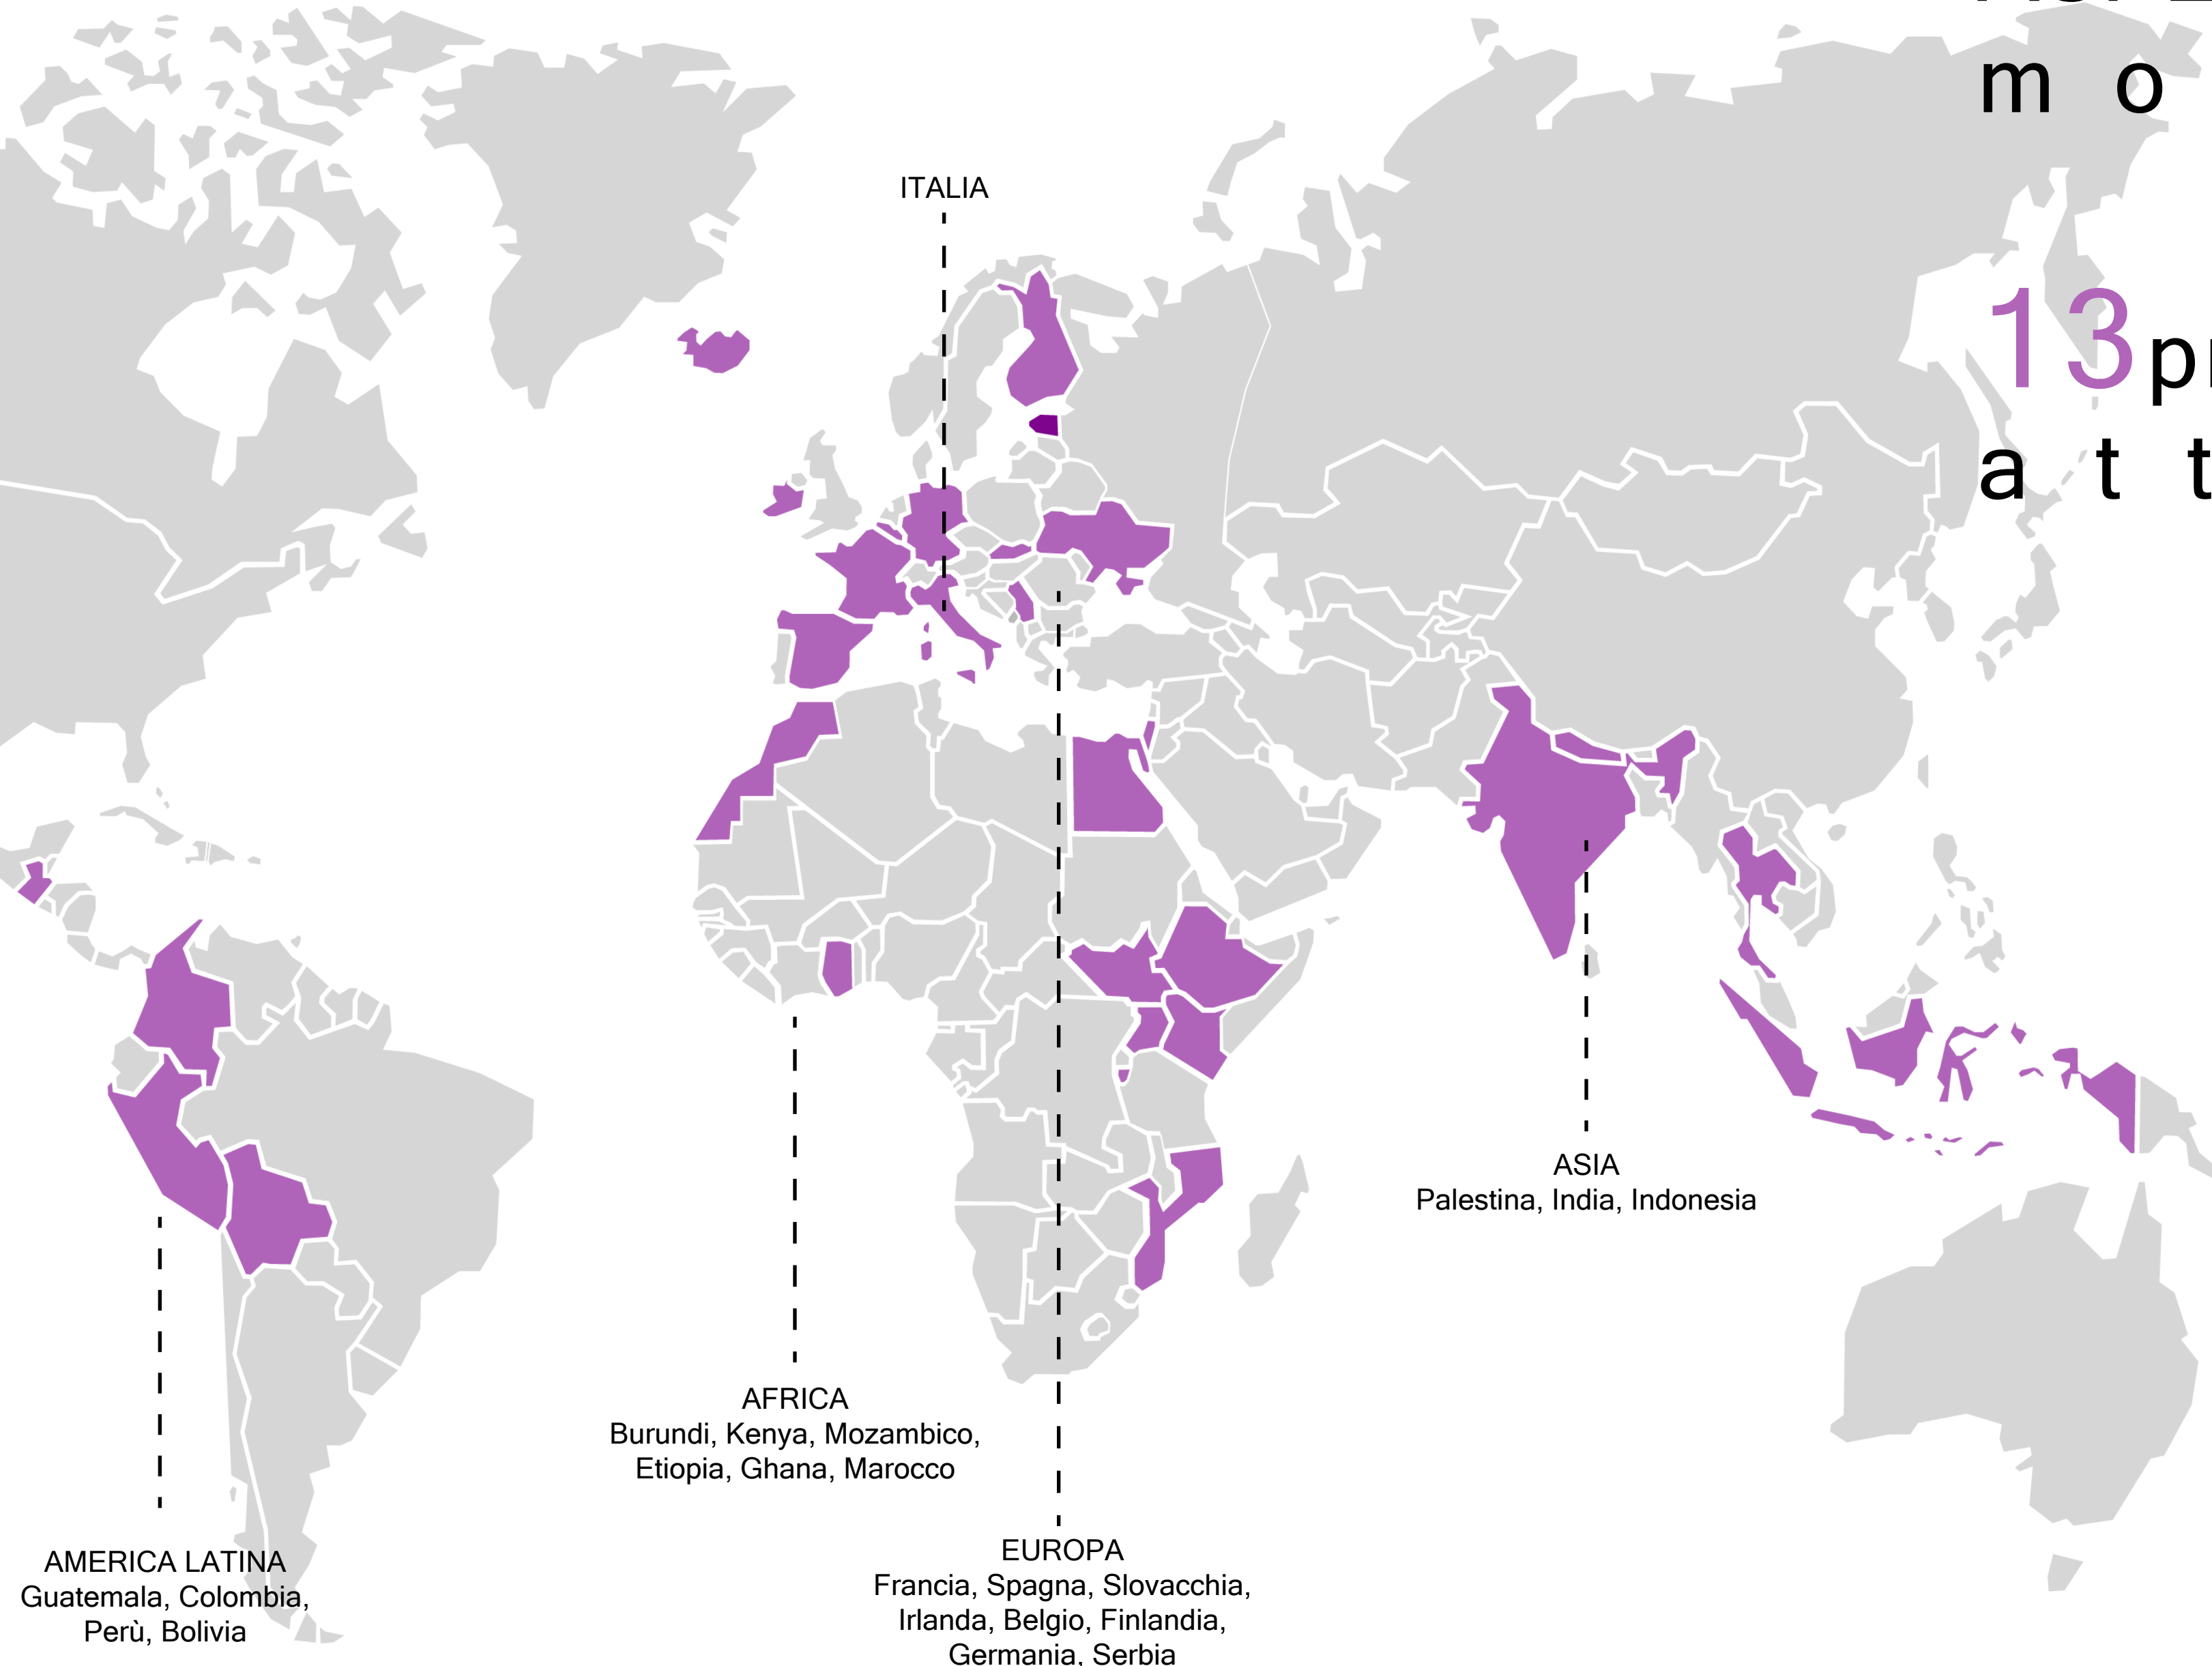 m o
ITALIA
13 p
a t t
ASIA
Palestina, India, Indonesia
AFRICA
Burundi, Kenya, Mozambico,
Etiopia, Ghana, Marocco
EUROPA
Francia, Spagna, Slovacchia,
Irlanda, Belgio, Finlandia,
Germania, Serbia
AMERICA LATINA
Guatemala, Colombia,
Perù, Bolivia